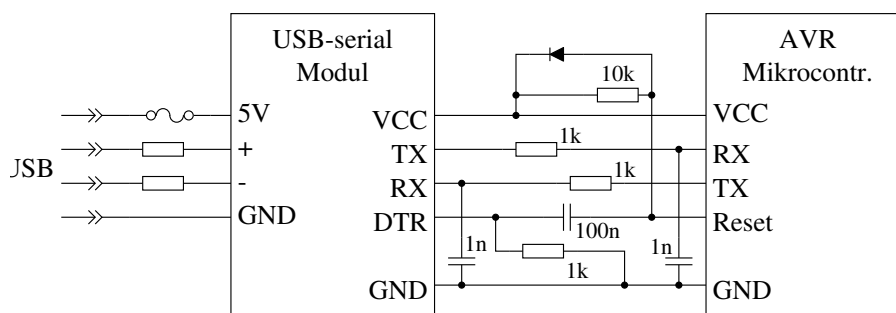 USB-serial
Modul
AVR
Mikrocontr.
10k
5V
VCC
VCC
1k
+
TX
RX
USB
-
RX
1k
TX
GND
DTR
100n
Reset
1n
1k
1n
GND
GND